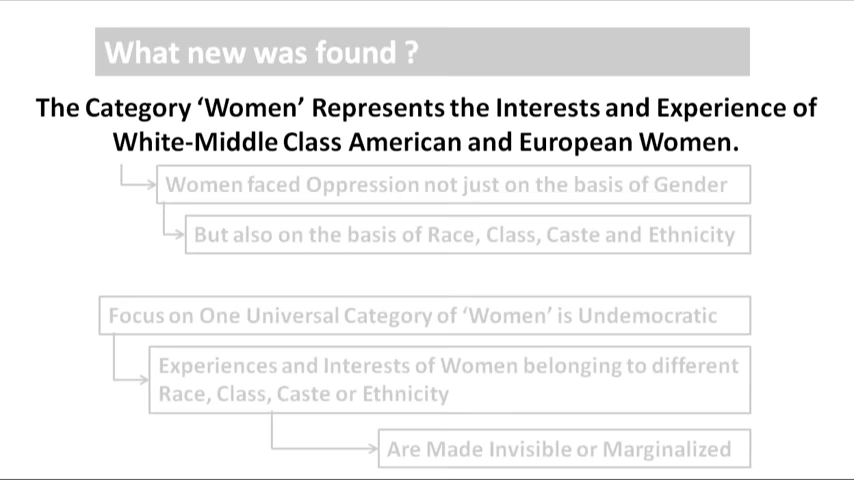 What new was found ?
The Category ‘Women’ Represents the Interests and Experience of
White-Middle Class American and European Women.
Women faced Oppression not just on the basis of Gender
But also on the basis of Race, Class, Caste and Ethnicity
Focus on One Universal Category of ‘Women’ is Undemocratic
Experiences and Interests of Women belonging to different
Race, Class, Caste or Ethnicity
Are Made Invisible or Marginalized